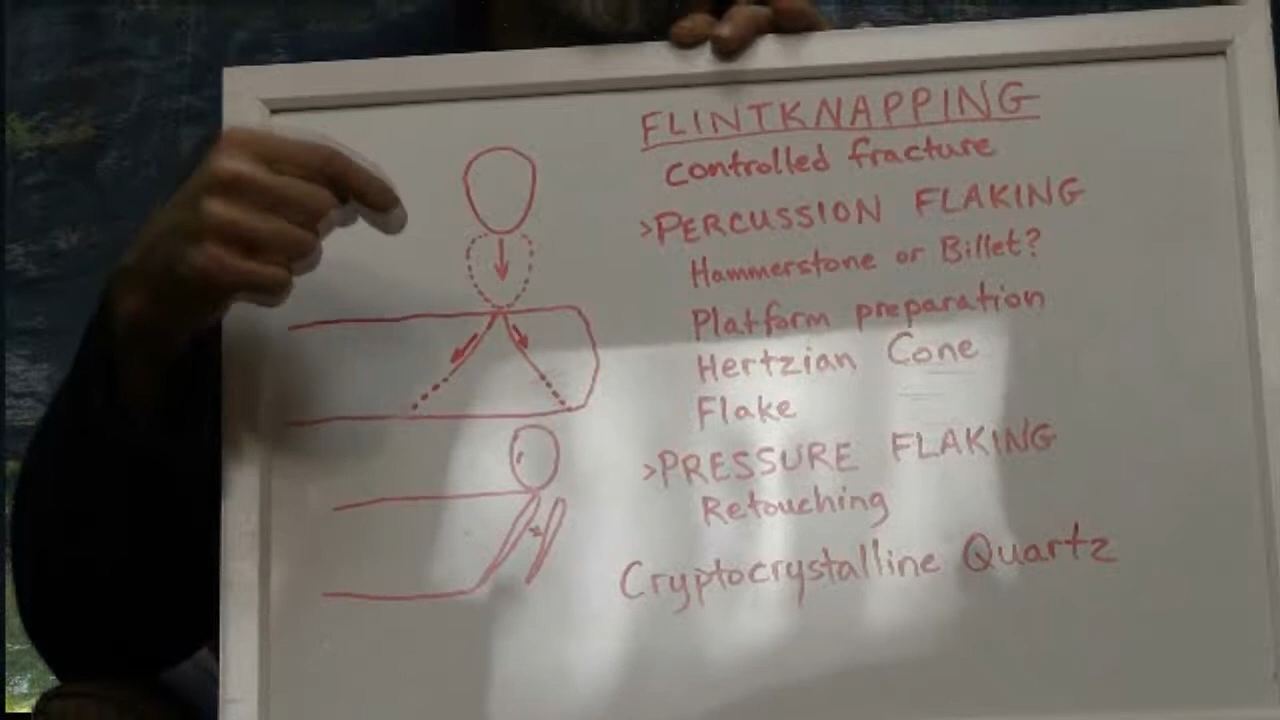 FLINTKNAPPING
controlled fracture
>PERCUSSION FLAKING
Hammerstone or Billet?
Platform preparation
Hertzian Cone
Flake
>PRESSURE FLAKING
Retouching
Cryptocrystalline Quartz